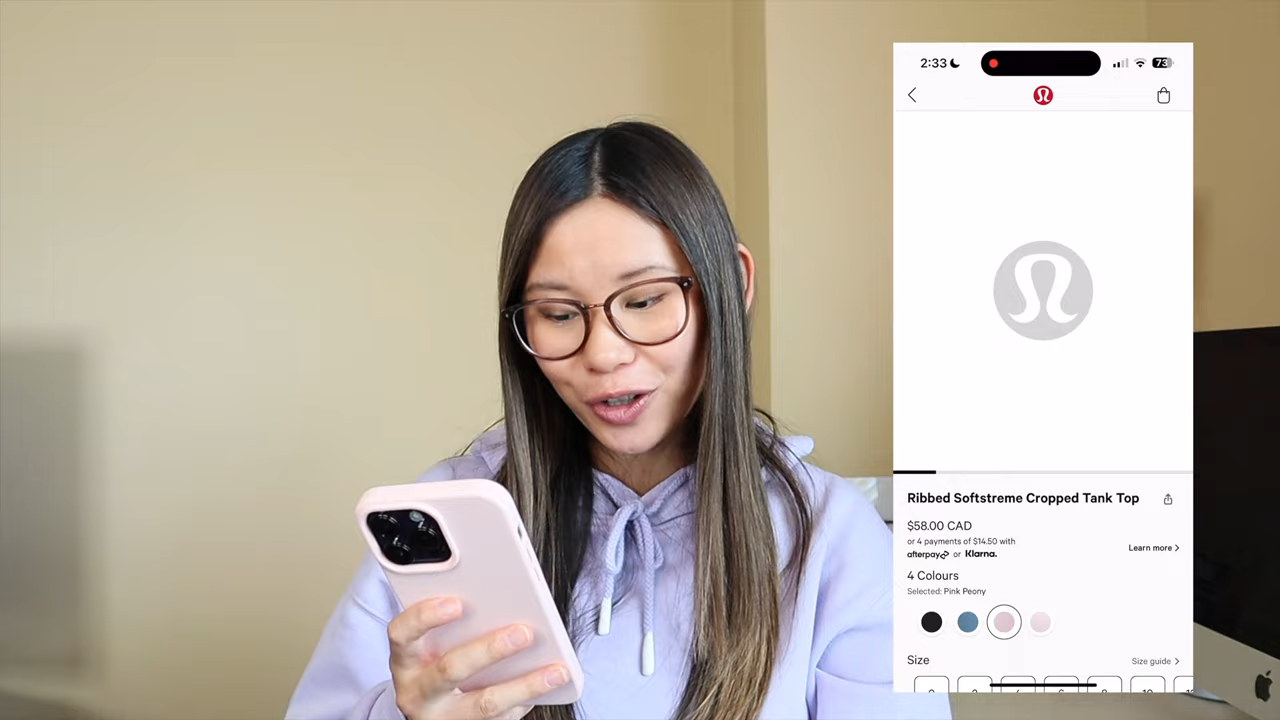 2:33
73
Ribbed Softstreme Cropped Tank Top
$58.00 CAD
or 4 payments of $14.50 with
afterpay or Klarna.
Learn more
4 Colours
Selected: Pink Peony
Size
Size guide